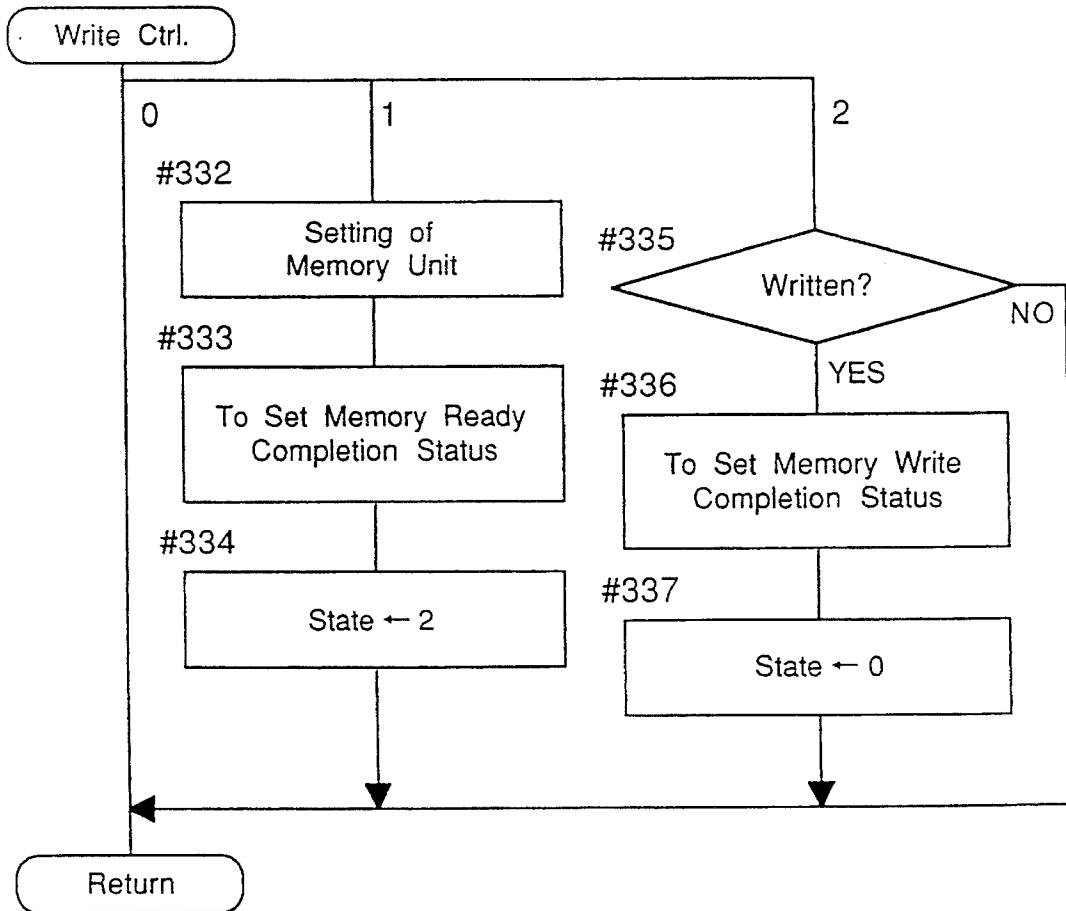 Write Ctrl.
0
1
2
#332
Setting of
Memory Unit
#333
To Set Memory Ready
Completion Status
#334
State ← 2
#335
Written?
NO
YES
#336
To Set Memory Write
Completion Status
#337
State ← 0
Return